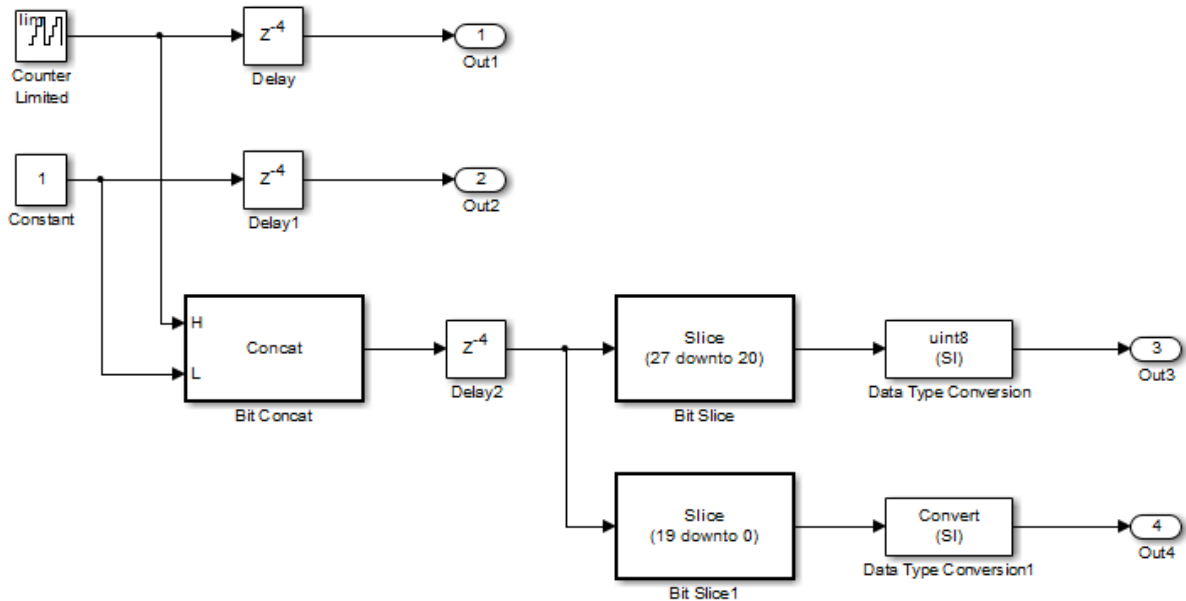 lim
Z-4
1
Counter
Limited
Delay
Out1
1
Z-4
2
Constant
Delay1
Out2
H
L
Concat
Z-4
Slice
(27 downto 20)
uint8
(SI)
3
Bit Concat
Delay2
Bit Slice
Data Type Conversion
Out3
Slice
(19 downto 0)
Convert
(SI)
4
Bit Slice1
Data Type Conversion1
Out4